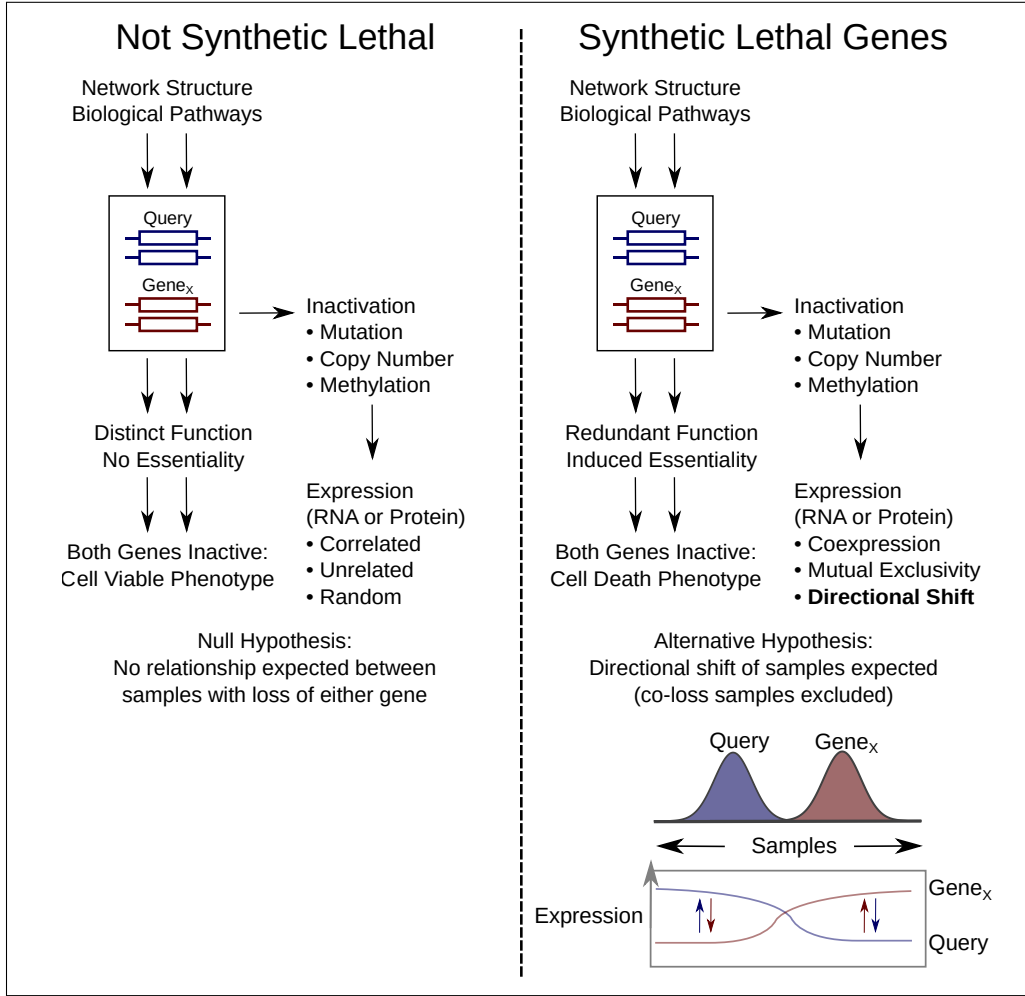 Not Synthetic Lethal
Network Structure
Biological Pathways
Query
Geneₓ
Inactivation
• Mutation
• Copy Number
• Methylation
Distinct Function
No Essentiality
Expression
(RNA or Protein)
• Correlated
• Unrelated
• Random
Both Genes Inactive:
Cell Viable Phenotype
Null Hypothesis:
No relationship expected between
samples with loss of either gene
Synthetic Lethal Genes
Network Structure
Biological Pathways
Query
Geneₓ
Inactivation
• Mutation
• Copy Number
• Methylation
Redundant Function
Induced Essentiality
Expression
(RNA or Protein)
• Coexpression
• Mutual Exclusivity
• Directional Shift
Both Genes Inactive:
Cell Death Phenotype
Alternative Hypothesis:
Directional shift of samples expected
(co-loss samples excluded)
Query Geneₓ
Samples
Expression
Geneₓ
Query